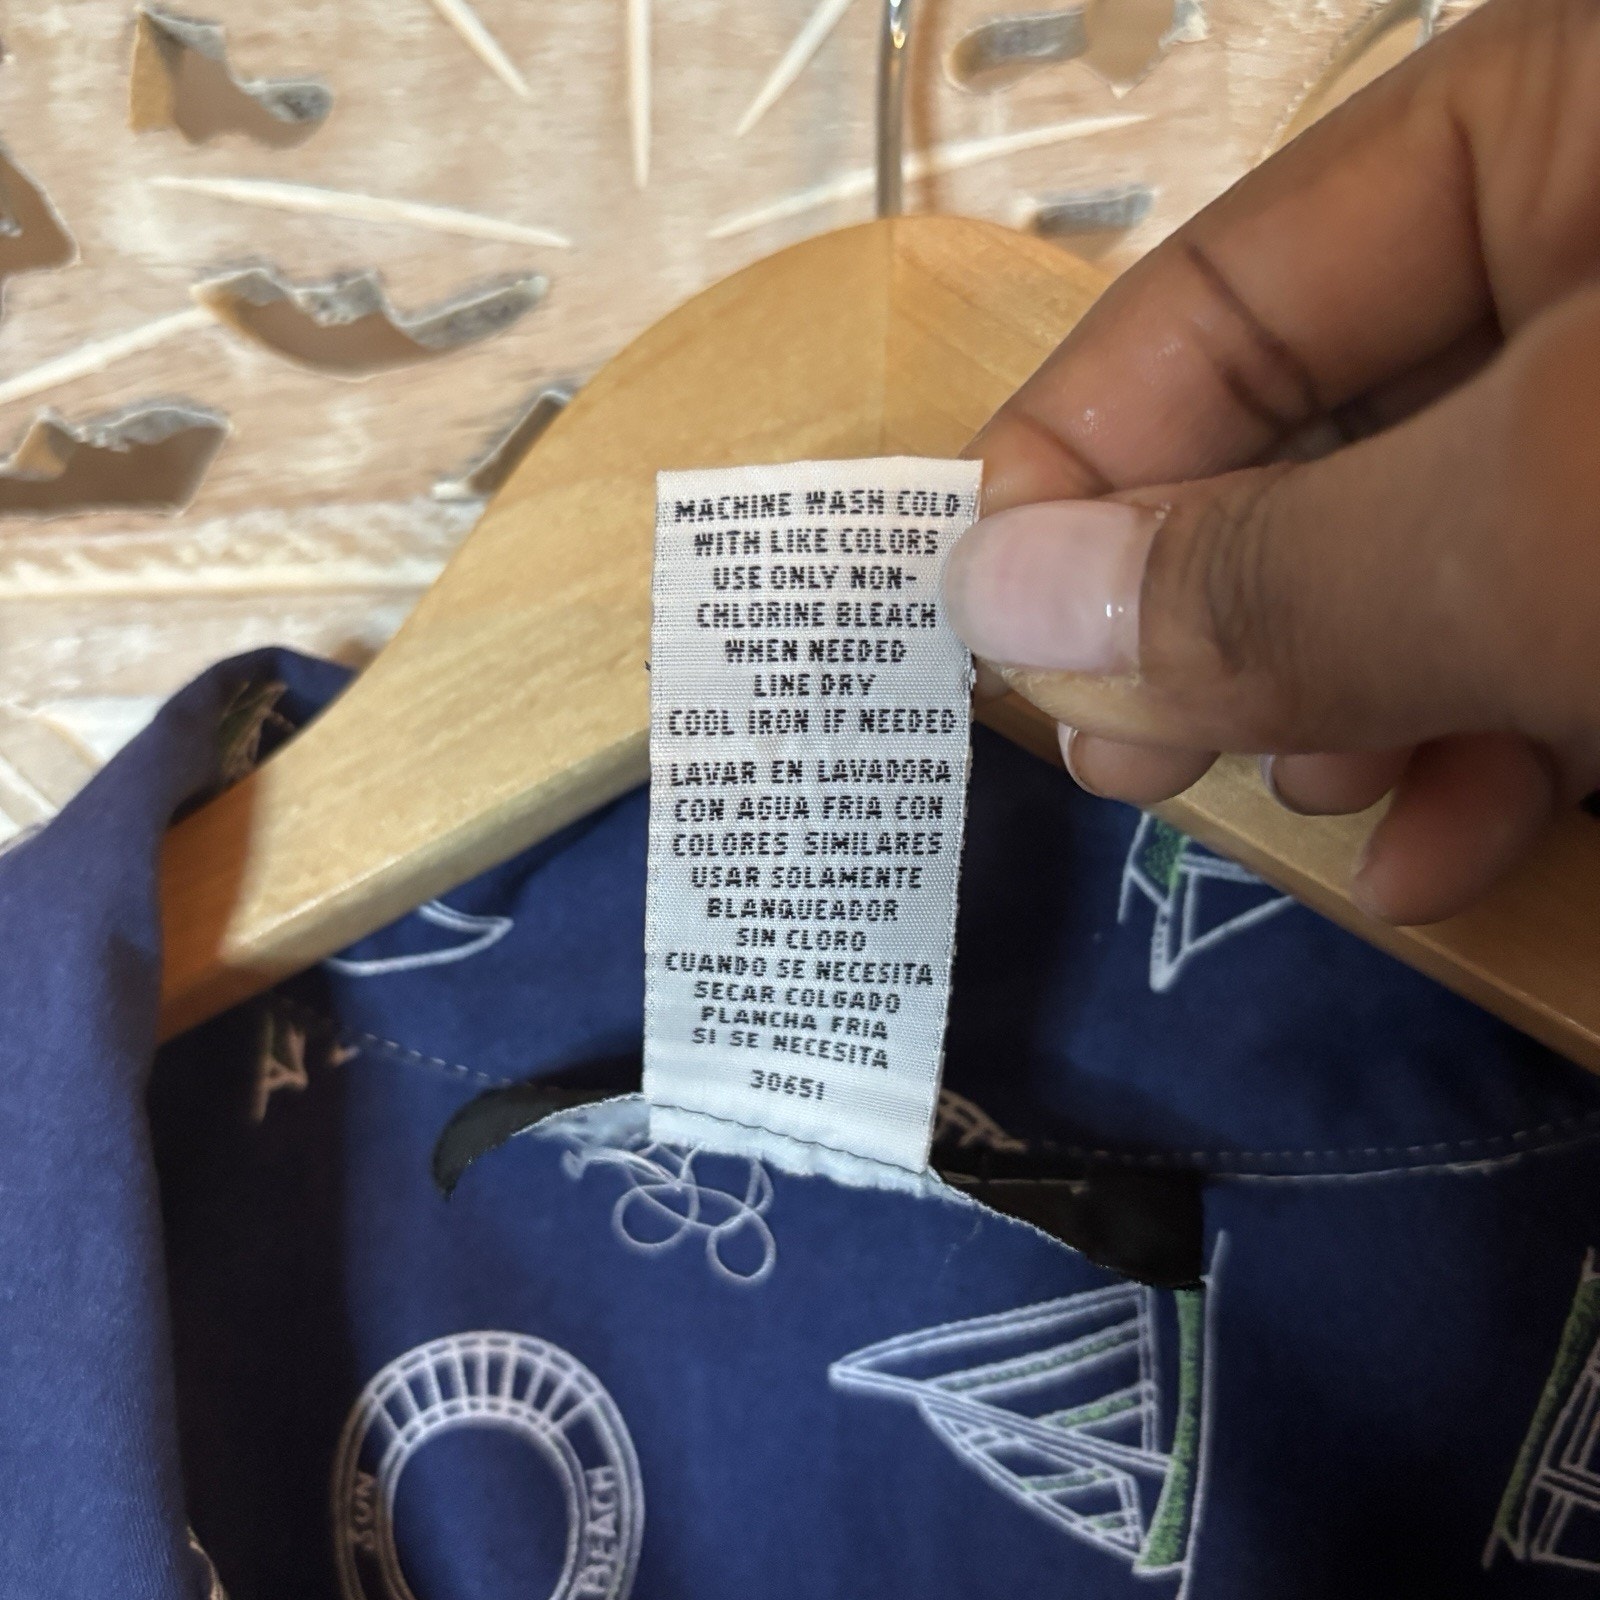 MACHINE WASH COLD
WITH LIKE COLORS
USE ONLY NON-
CHLORINE BLEACH
WHEN NEEDED
LINE DRY
COOL IRON IF NEEDED
LAVAR EN LAVADORA
CON AGUA FRIA CON
COLORES SIMILARES
USAR SOLAMENTE
BLANQUEADOR
SIN CLORO
CUANDO SE NECESITA
SECAR COLGADO
PLANCHA FRIA
SI SE NECESITA
30651
SUN
BEACH